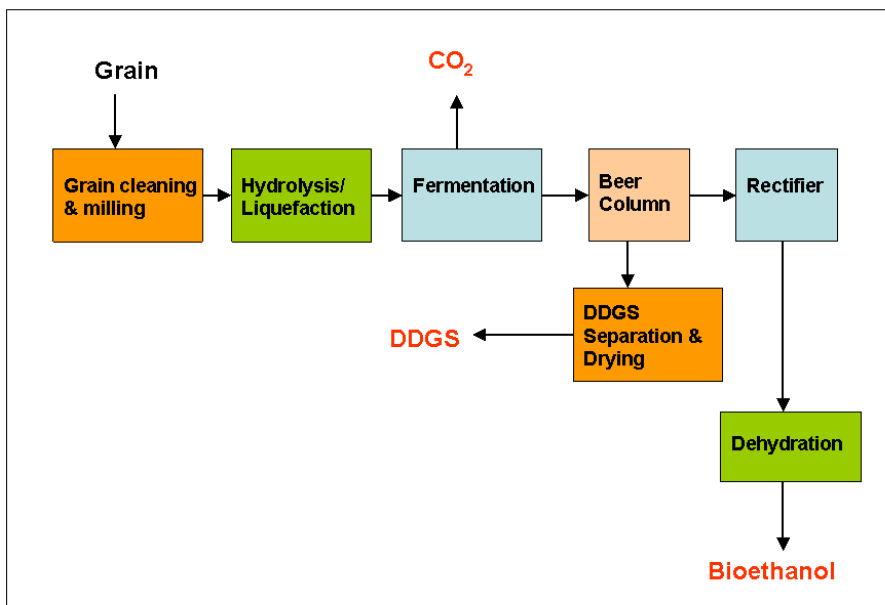 Grain
CO₂
Grain cleaning
& milling
Hydrolysis/
Liquefaction
Fermentation
Beer
Column
Rectifier
DDGS
Separation &
Drying
DDGS
Dehydration
Bioethanol